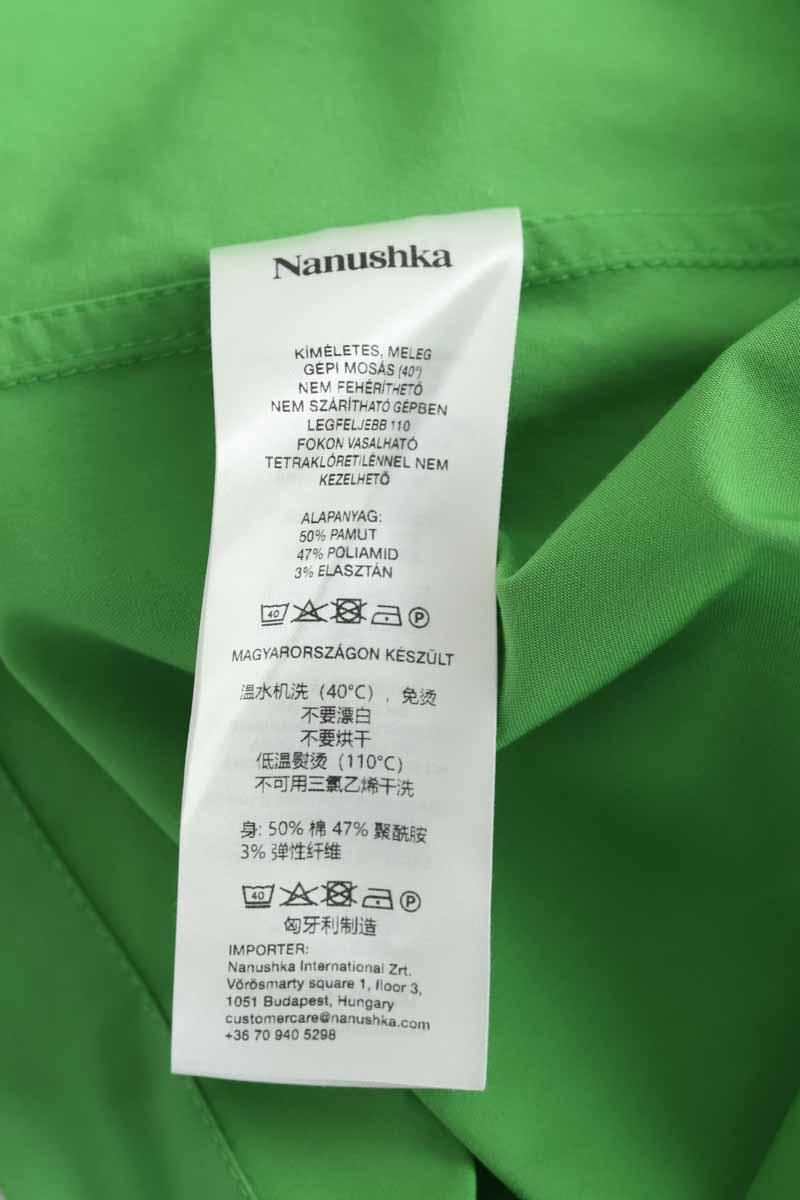 Nanushka
KÍMÉLETES, MELEG
GÉPI MOSÁS (40°)
NEM FEHÉRÍTHETŐ
NEM SZÁRÍTHATÓ GÉPBEN
LEGFELJEBB 110
FOKON VASALHATÓ
TETRAKLÓRETILÉNNEL NEM
KEZELHETŐ
ALAPANYAG:
50% PAMUT
47% POLIAMID
3% ELASZTÁN
40 P
MAGYARORSZÁGON KÉSZÜLT
温水机洗（40°C）, 免烫
不要漂白
不要烘干
低温熨烫（110°C）
不可用三氯乙烯干洗
身: 50% 棉 47% 聚酰胺
3% 弹性纤维
40 P
匈牙利制造
IMPORTER:
Nanushka International Zrt.
Vörösmarty square 1, floor 3,
1051 Budapest, Hungary
customercare@nanushka.com
+36 70 940 5298